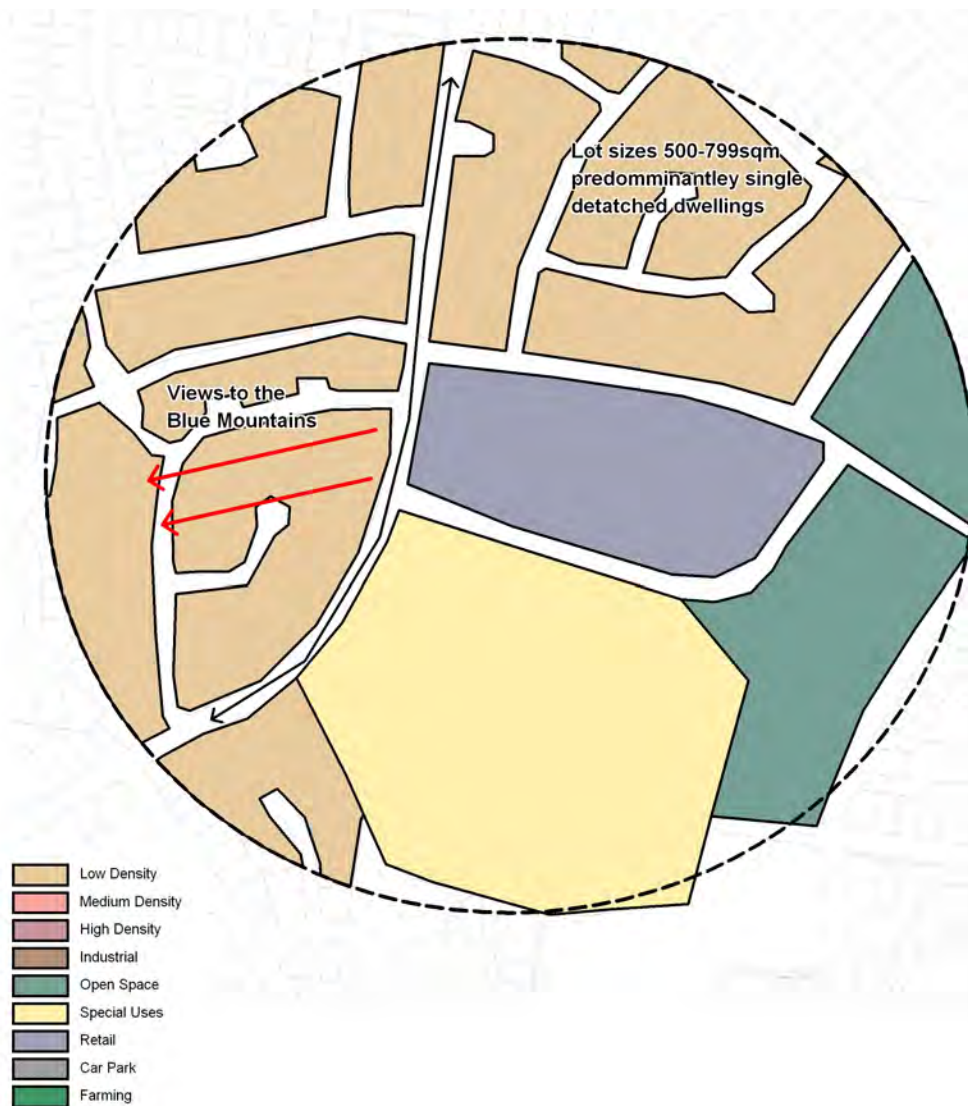 Lot sizes 500-799sqm
predomminantley single
detatched dwellings
Views to the
Blue Mountains
Low Density
Medium Density
High Density
Industrial
Open Space
Special Uses
Retail
Car Park
Farming